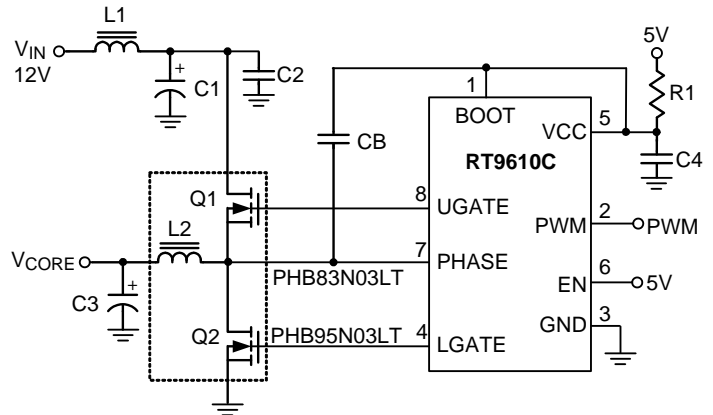 L1
VIN
12V
+
C1
C2
5V
R1
1
BOOT
5
VCC
CB
RT9610C
C4
Q1
8
UGATE
2
PWM
PWM
L2
VCORE
7
PHASE
PHB83N03LT
6
EN
5V
+
C3
3
GND
Q2
PHB95N03LT
4
LGATE